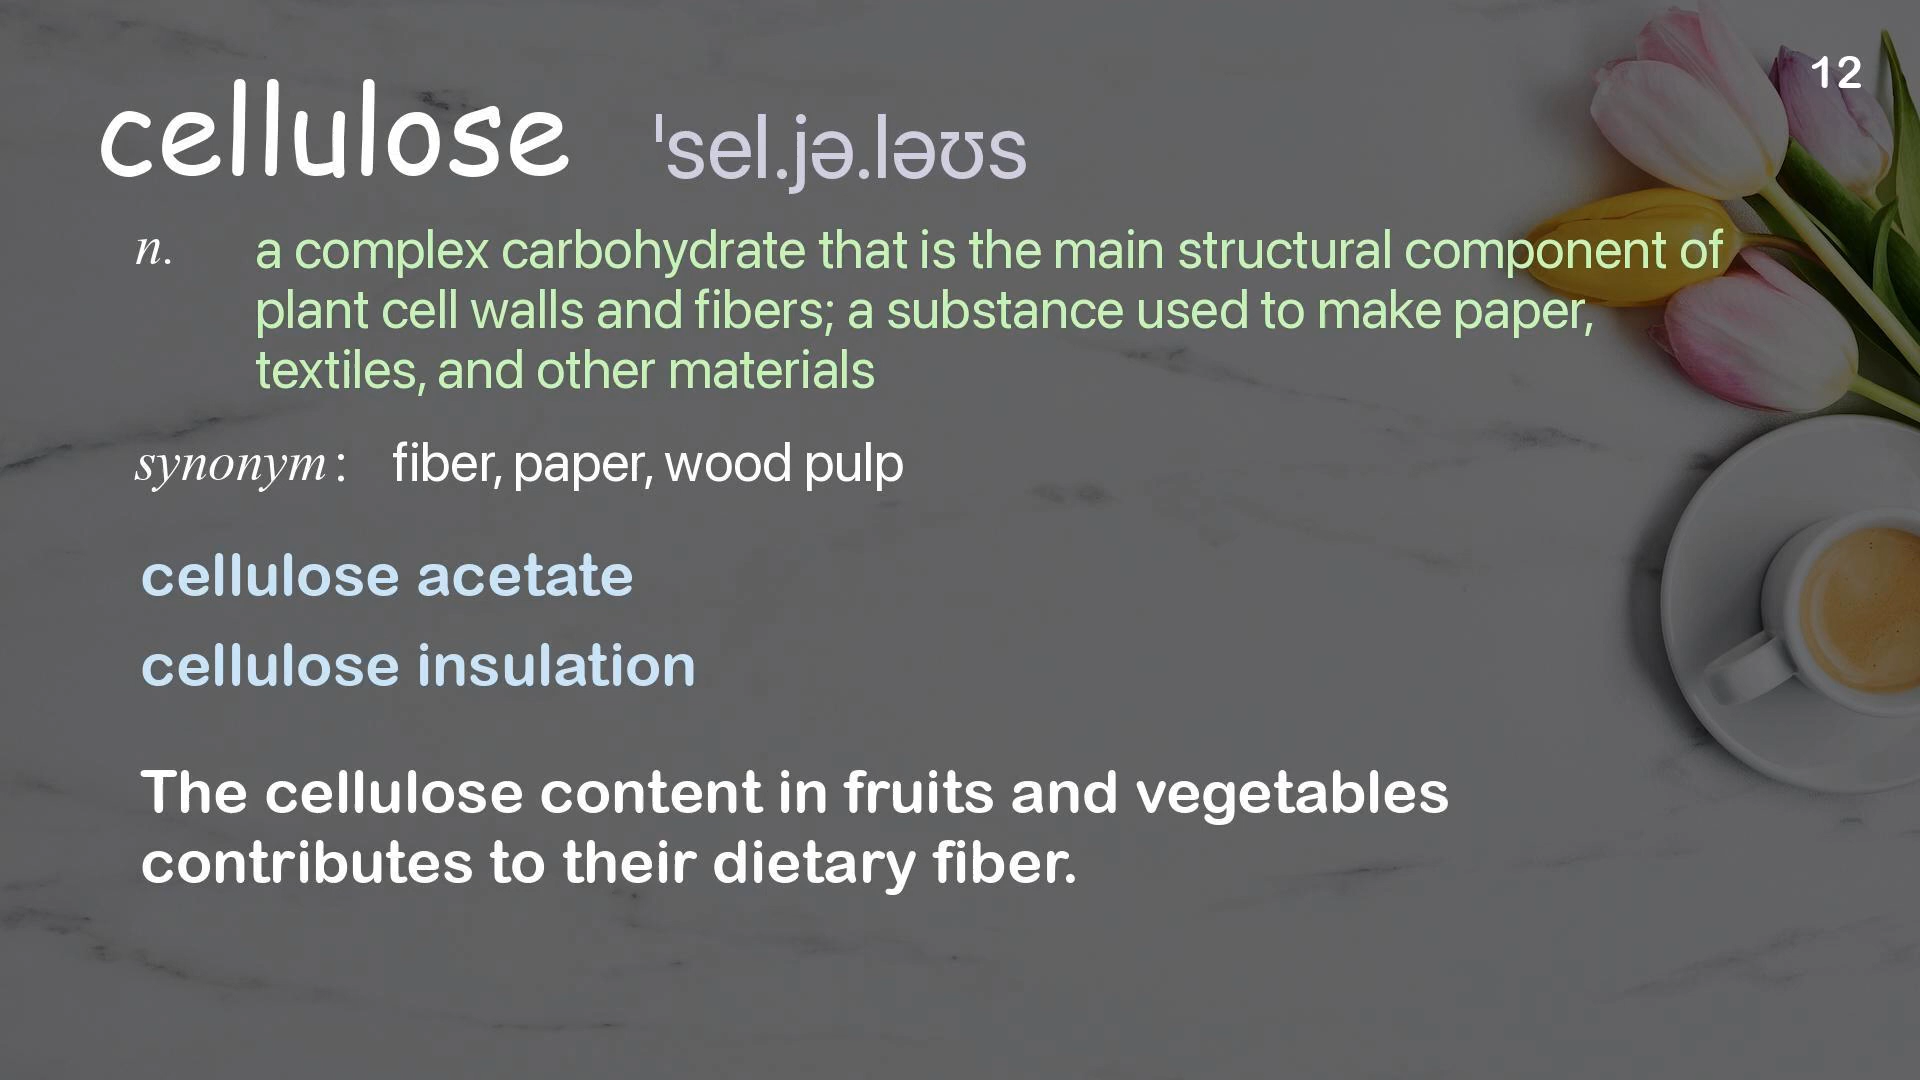 12
cellulose ˈsel.jə.ləʊs
n. a complex carbohydrate that is the main structural component of
plant cell walls and fibers; a substance used to make paper,
textiles, and other materials
synonym : fiber, paper, wood pulp
cellulose acetate
cellulose insulation
The cellulose content in fruits and vegetables
contributes to their dietary fiber.